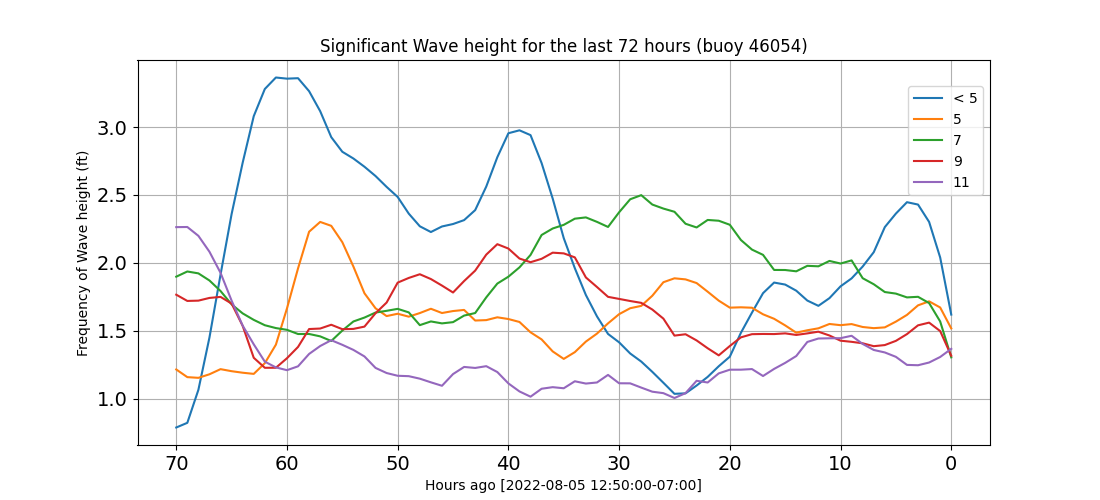 Significant Wave height for the last 72 hours (buoy 46054)
Frequency of Wave height (ft)
3.0
2.5
2.0
1.5
1.0
< 5
5
7
9
11
70 60 50 40 30 20 10 0
Hours ago [2022-08-05 12:50:00-07:00]